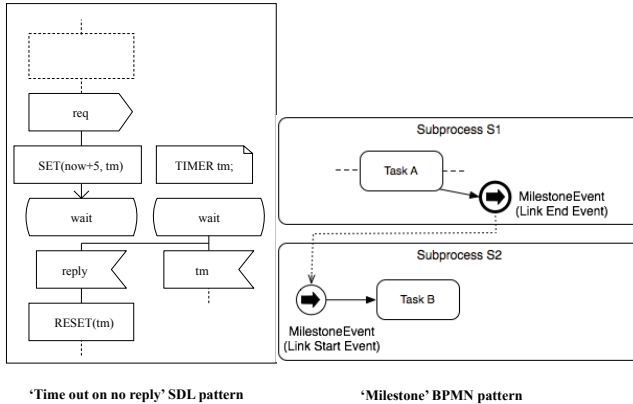 req
SET(now+5, tm)
TIMER tm;
wait
wait
reply
tm
RESET(tm)
Subprocess S1
Task A
MilestoneEvent
(Link End Event)
Subprocess S2
Task B
MilestoneEvent
(Link Start Event)
‘Time out on no reply’ SDL pattern
‘Milestone’ BPMN pattern